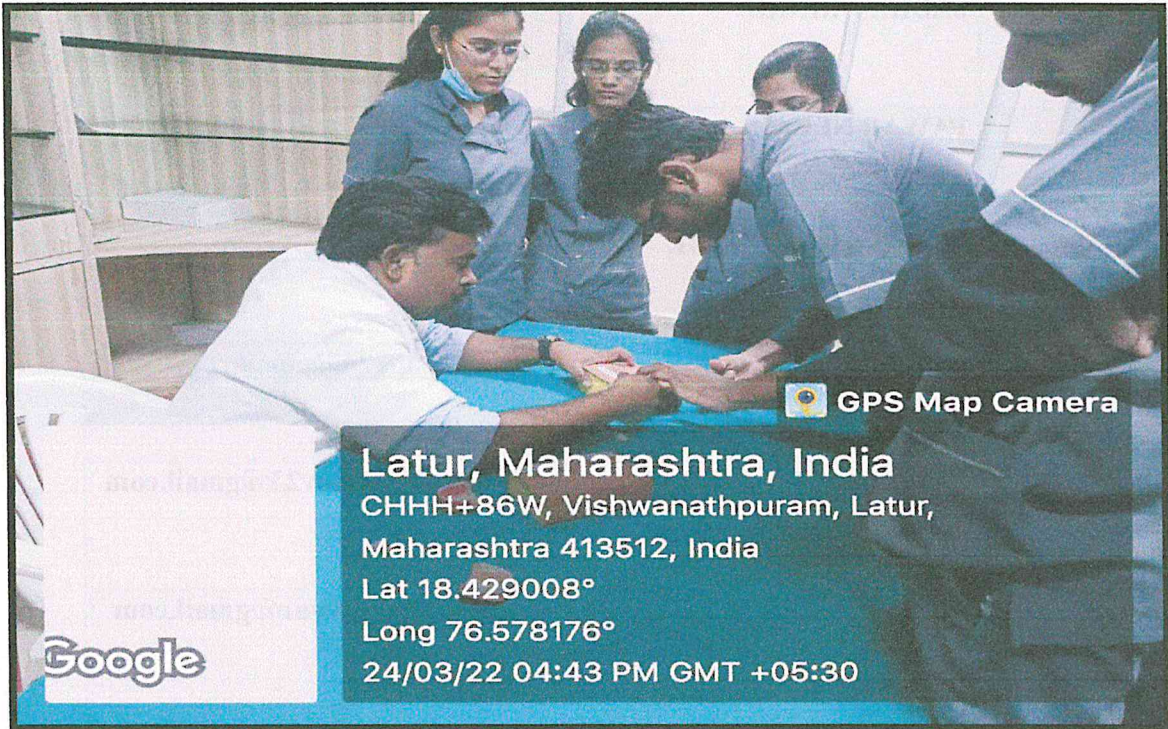 GPS Map Camera
Latur, Maharashtra, India
CHHH+86W, Vishwanathpuram, Latur,
Maharashtra 413512, India
Lat 18.429008°
Long 76.578176°
24/03/22 04:43 PM GMT +05:30
Google